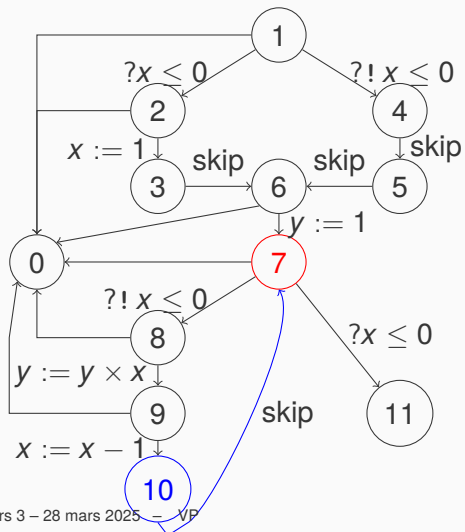 1
?x ≤ 0
?! x ≤ 0
2
4
x := 1
skip
skip
skip
3
6
5
y := 1
0
7
?! x ≤ 0
8
?x ≤ 0
y := y × x
9
skip
11
x := x − 1
10
rs 3 – 28 mars 2025 – VP